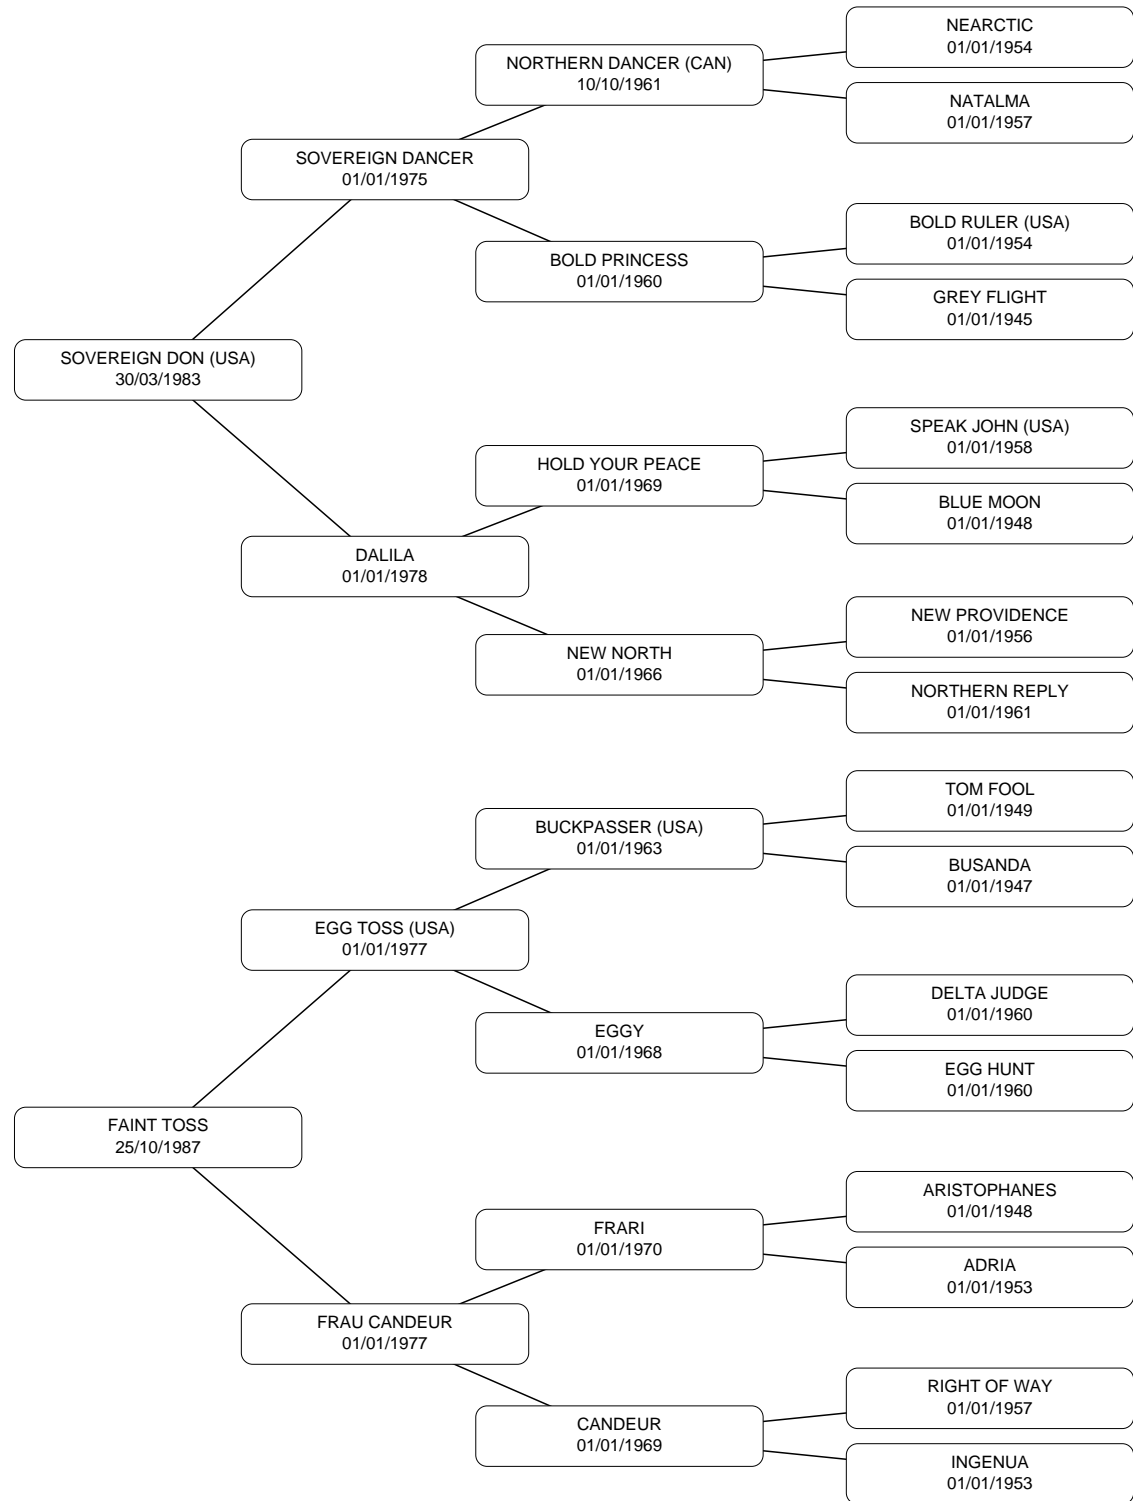 NEARCTIC
01/01/1954
NORTHERN DANCER (CAN)
10/10/1961
NATALMA
01/01/1957
SOVEREIGN DANCER
01/01/1975
BOLD RULER (USA)
01/01/1954
BOLD PRINCESS
01/01/1960
GREY FLIGHT
01/01/1945
SOVEREIGN DON (USA)
30/03/1983
SPEAK JOHN (USA)
01/01/1958
HOLD YOUR PEACE
01/01/1969
BLUE MOON
01/01/1948
DALILA
01/01/1978
NEW PROVIDENCE
01/01/1956
NEW NORTH
01/01/1966
NORTHERN REPLY
01/01/1961
TOM FOOL
01/01/1949
BUCKPASSER (USA)
01/01/1963
BUSANDA
01/01/1947
EGG TOSS (USA)
01/01/1977
DELTA JUDGE
01/01/1960
EGGY
01/01/1968
EGG HUNT
01/01/1960
FAINT TOSS
25/10/1987
ARISTOPHANES
01/01/1948
FRARI
01/01/1970
ADRIA
01/01/1953
FRAU CANDEUR
01/01/1977
RIGHT OF WAY
01/01/1957
CANDEUR
01/01/1969
INGENUA
01/01/1953